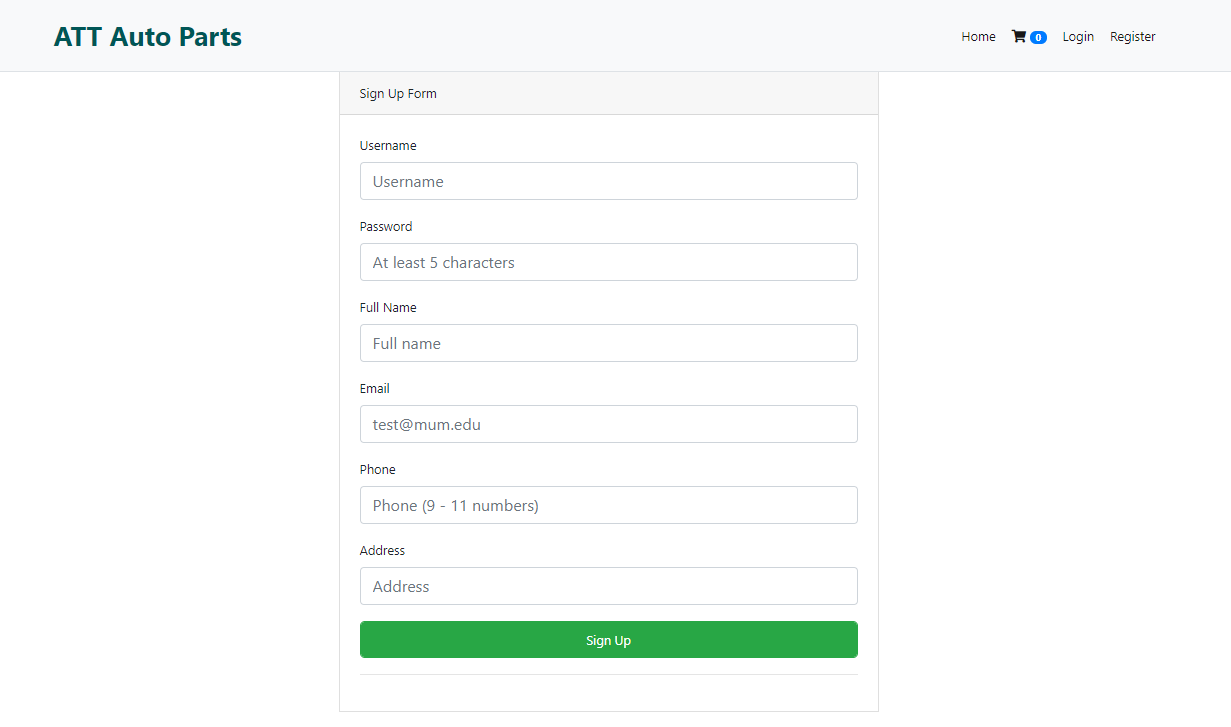 ATT Auto Parts
Home 0 Login Register
Sign Up Form
Username
Username
Password
At least 5 characters
Full Name
Full name
Email
test@mum.edu
Phone
Phone (9 - 11 numbers)
Address
Address
Sign Up